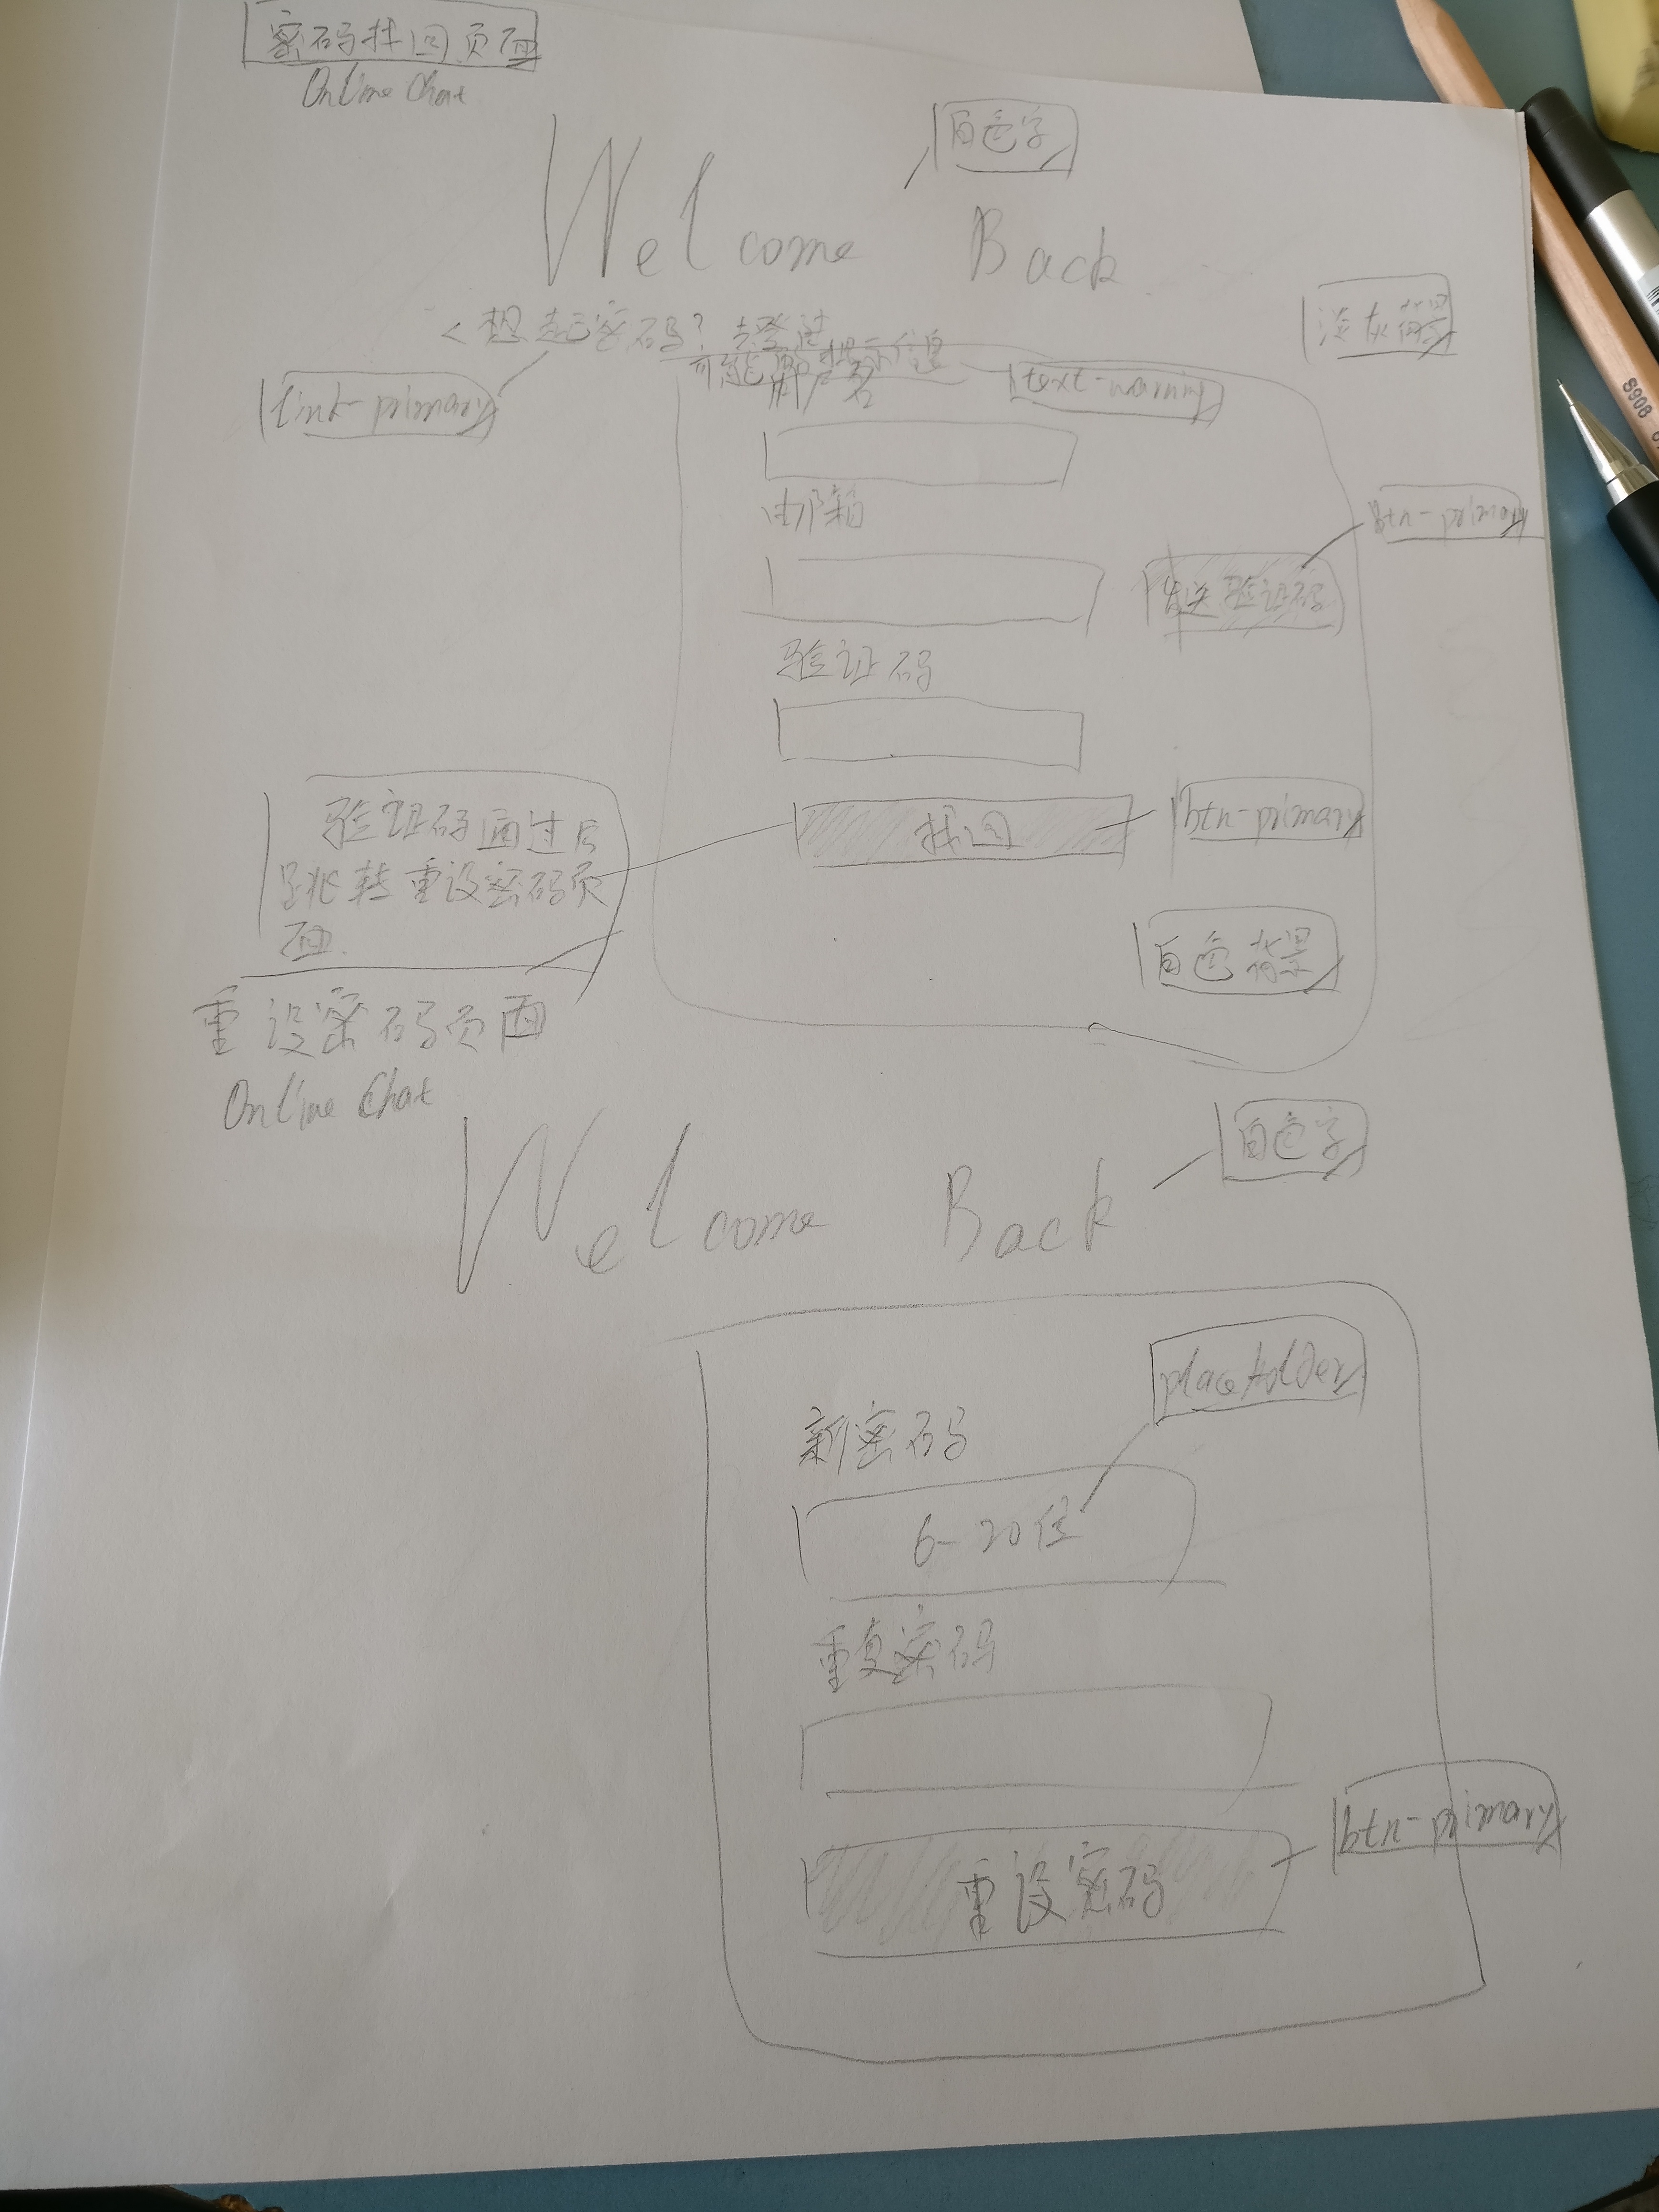 密码找回页面
Online Chat
白色字
Welcome Back
<想起密码?去登陆
可能的提示信息
淡灰背景
link-primary
用户名
text-warning
邮箱
btn-primary
发送验证码
验证码
找回
btn-primary
验证码通过后
跳转重设密码页
面.
白色背景
重设密码页面
Online Chat
白色字
Welcome Back
placeHolder
新密码
6-20位
重复密码
btn-primary
重设密码
S906